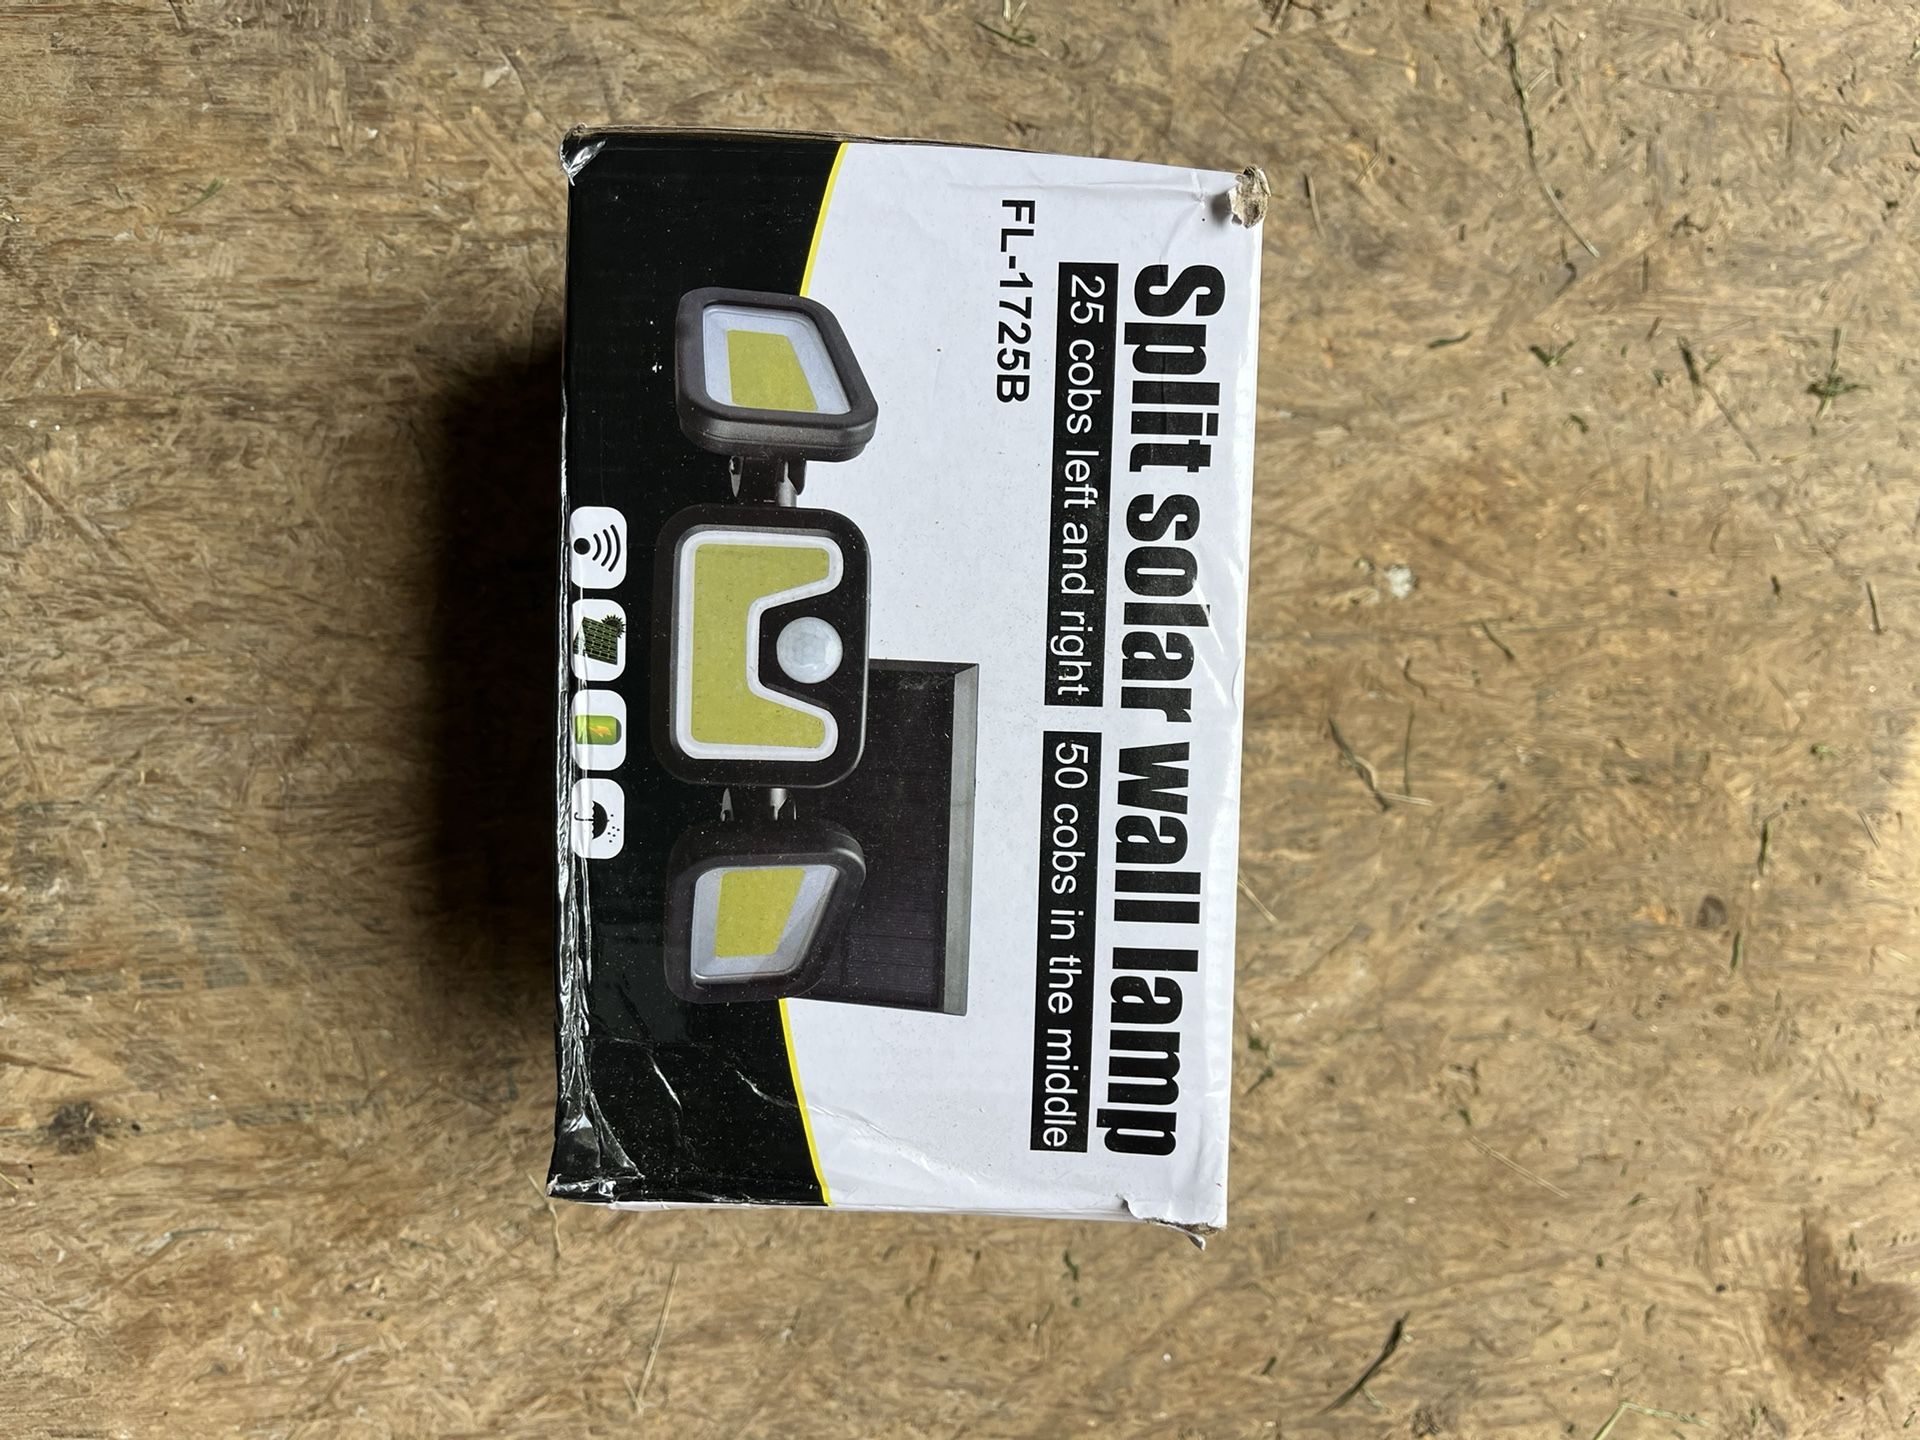 Split solar wall lamp
25 cobs left and right 50 cobs in the middle
FL-1725B